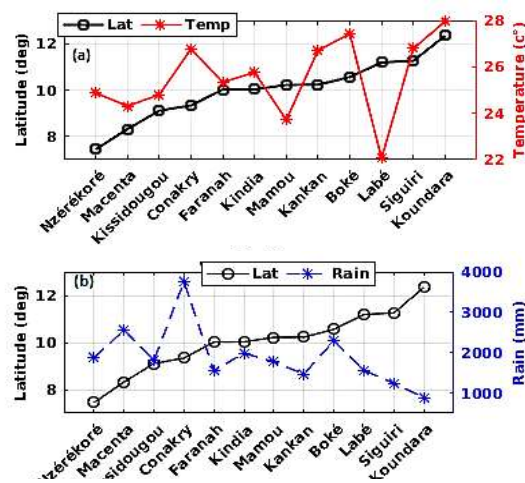 Lat Temp
(a)
Latitude (deg)
12
10
8
28
26
24
22
Temperature (c°)
Nzérékoré
Macenta
Kissidougou
Conakry
Faranah
Kindia
Mamou
Kankan
Boké
Labé
Siguiri
Koundara
(b)
Lat Rain
Latitude (deg)
12
10
8
4000
3000
2000
1000
Rain (mm)
Nzérékoré
Macenta
ssidougou
Conakry
Faranah
Kindia
Mamou
Kankan
Boké
Labé
Siguiri
Koundara